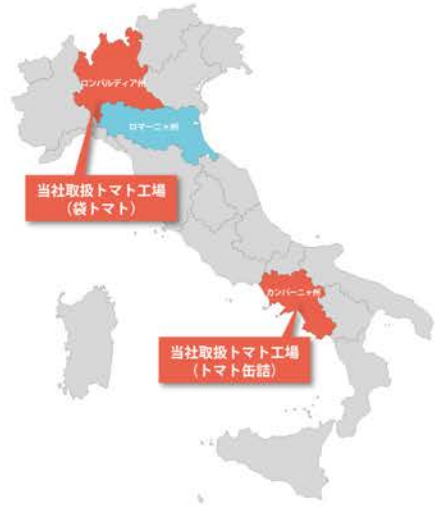 ロンバルディア州
ロマーニャ州
当社取扱トマト工場
（袋トマト）
カンパーニャ州
当社取扱トマト工場
（トマト缶詰）